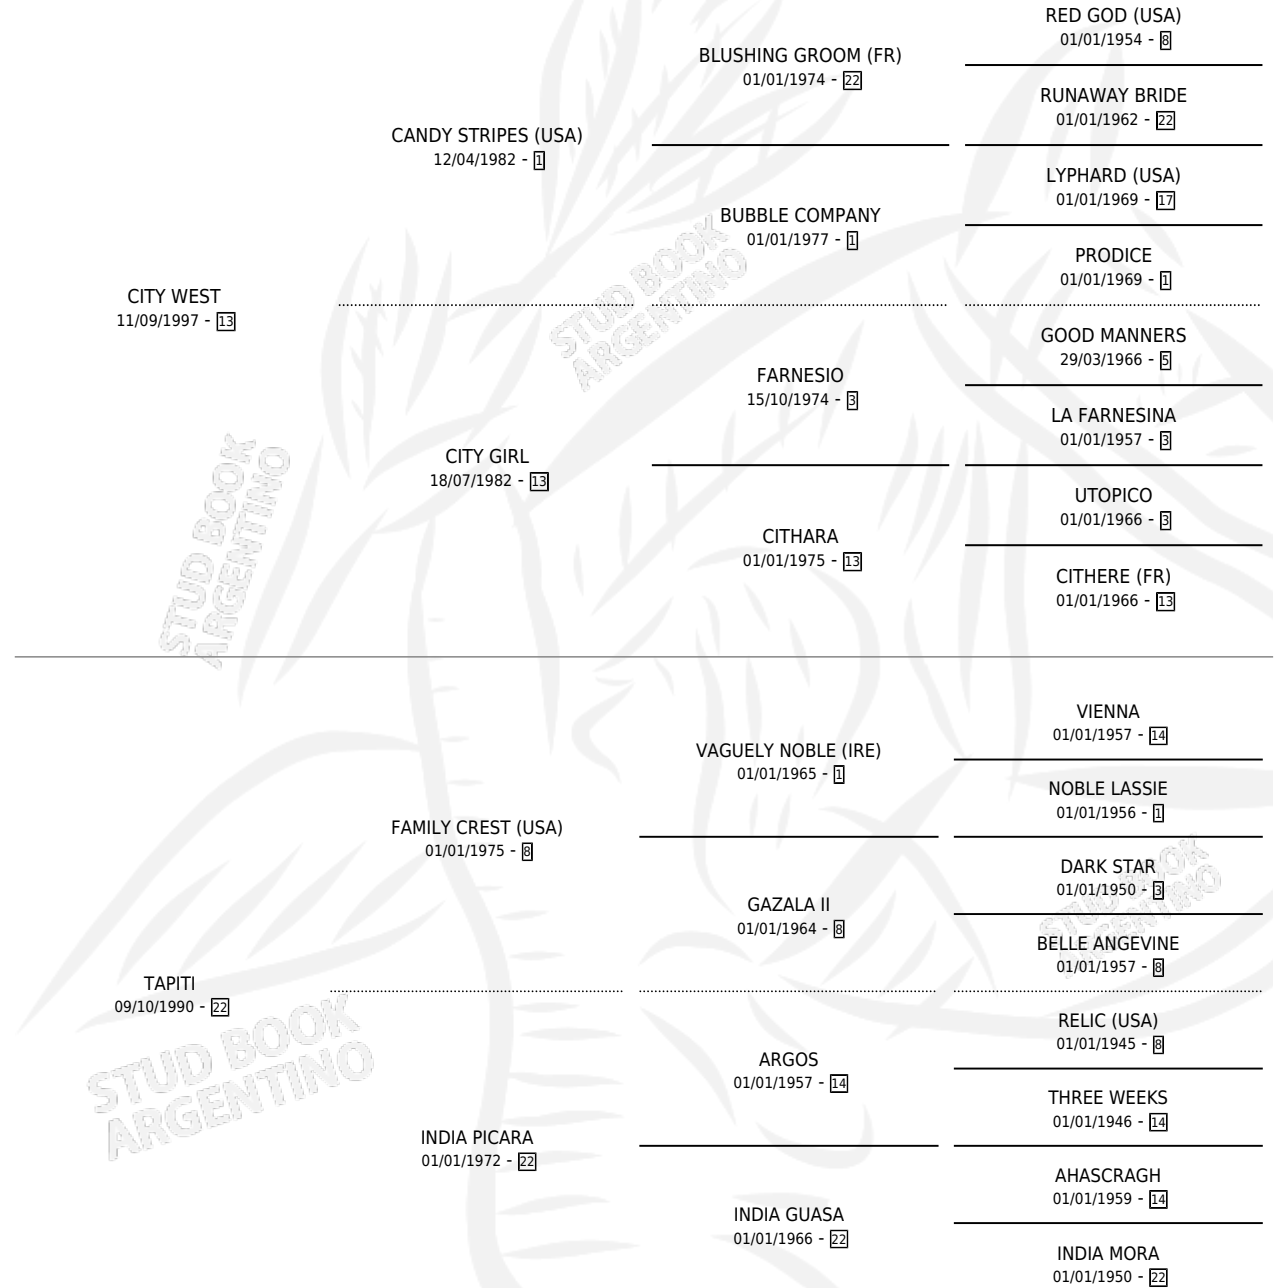 RED GOD (USA)
01/01/1954 - 8
BLUSHING GROOM (FR)
01/01/1974 - 22
RUNAWAY BRIDE
01/01/1962 - 22
CANDY STRIPES (USA)
12/04/1982 - 1
LYPHARD (USA)
01/01/1969 - 17
BUBBLE COMPANY
01/01/1977 - 1
PRODICE
01/01/1969 - 1
CITY WEST
11/09/1997 - 13
STUD BOOK
ARGENTINO
GOOD MANNERS
29/03/1966 - 5
FARNESIO
15/10/1974 - 3
LA FARNESINA
01/01/1957 - 3
CITY GIRL
18/07/1982 - 13
UTOPICO
01/01/1966 - 3
CITHARA
01/01/1975 - 13
CITHERE (FR)
01/01/1966 - 13
STUD BOOK
ARGENTINO
VIENNA
01/01/1957 - 14
VAGUELY NOBLE (IRE)
01/01/1965 - 1
NOBLE LASSIE
01/01/1956 - 1
FAMILY CREST (USA)
01/01/1975 - 8
DARK STAR
01/01/1950 - 3
GAZALA II
01/01/1964 - 8
STUD BOOK
ARGENTINO
BELLE ANGEVINE
01/01/1957 - 8
TAPITI
09/10/1990 - 22
RELIC (USA)
01/01/1945 - 8
ARGOS
01/01/1957 - 14
THREE WEEKS
01/01/1946 - 14
STUD BOOK
ARGENTINO
INDIA PICARA
01/01/1972 - 22
AHASCRAGH
01/01/1959 - 14
INDIA GUASA
01/01/1966 - 22
INDIA MORA
01/01/1950 - 22